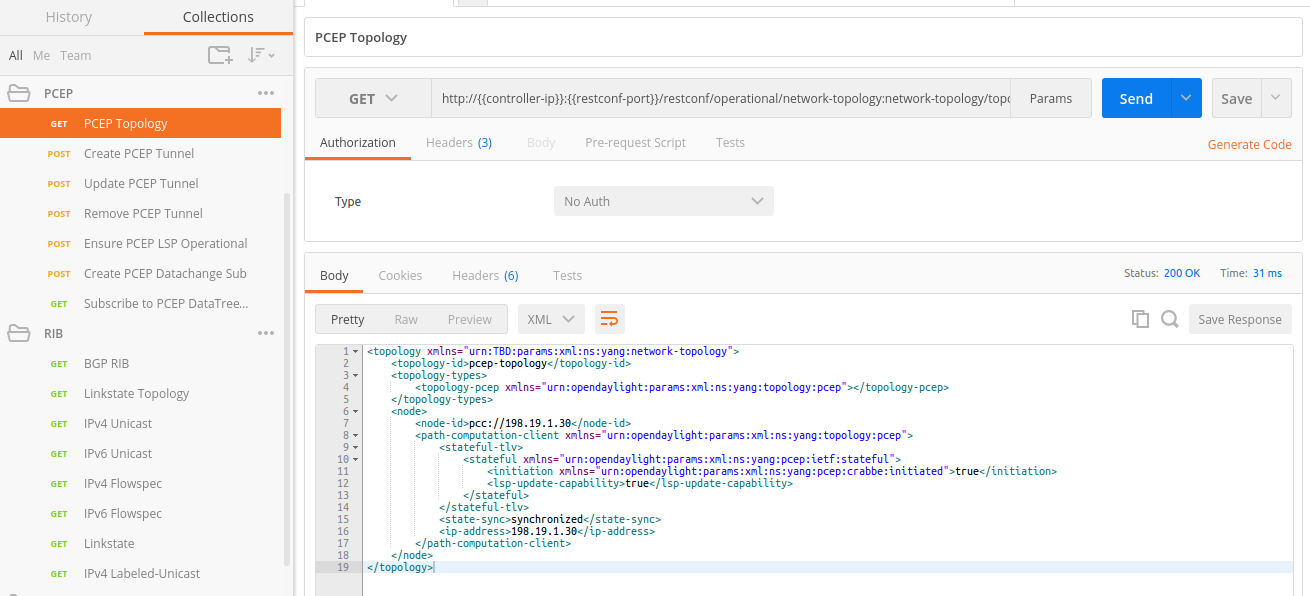 History Collections
All Me Team
PCEP
GET PCEP Topology
POST Create PCEP Tunnel
POST Update PCEP Tunnel
POST Remove PCEP Tunnel
POST Ensure PCEP LSP Operational
POST Create PCEP Datachange Sub
GET Subscribe to PCEP DataTree...
RIB
GET BGP RIB
GET Linkstate Topology
GET IPv4 Unicast
GET IPv6 Unicast
GET IPv4 Flowspec
GET IPv6 Flowspec
GET Linkstate
GET IPv4 Labeled-Unicast
PCEP Topology
GET http://{{controller-ip}}:{{restconf-port}}/restconf/operational/network-topology:network-topology/topo Params Send Save
Authorization Headers (3) Body Pre-request Script Tests Generate Code
Type No Auth
Body Cookies Headers (6) Tests Status: 200 OK Time: 31 ms
Pretty Raw Preview XML Save Response
1 <topology xmlns="urn:TBD:params:xml:ns:yang:network-topology">
2 <topology-id>pcep-topology</topology-id>
3 <topology-types>
4 <topology-pcep xmlns="urn:opendaylight:params:xml:ns:yang:topology:pcep"></topology-pcep>
5 </topology-types>
6 <node>
7 <node-id>pcc://198.19.1.30</node-id>
8 <path-computation-client xmlns="urn:opendaylight:params:xml:ns:yang:topology:pcep">
9 <stateful-tlv>
10 <stateful xmlns="urn:opendaylight:params:xml:ns:yang:pcep:ietf:stateful">
11 <initiation xmlns="urn:opendaylight:params:xml:ns:yang:pcep:crabbe:initiated">true</initiation>
12 <lsp-update-capability>true</lsp-update-capability>
13 </stateful>
14 </stateful-tlv>
15 <state-sync>synchronized</state-sync>
16 <ip-address>198.19.1.30</ip-address>
17 </path-computation-client>
18 </node>
19 </topology>